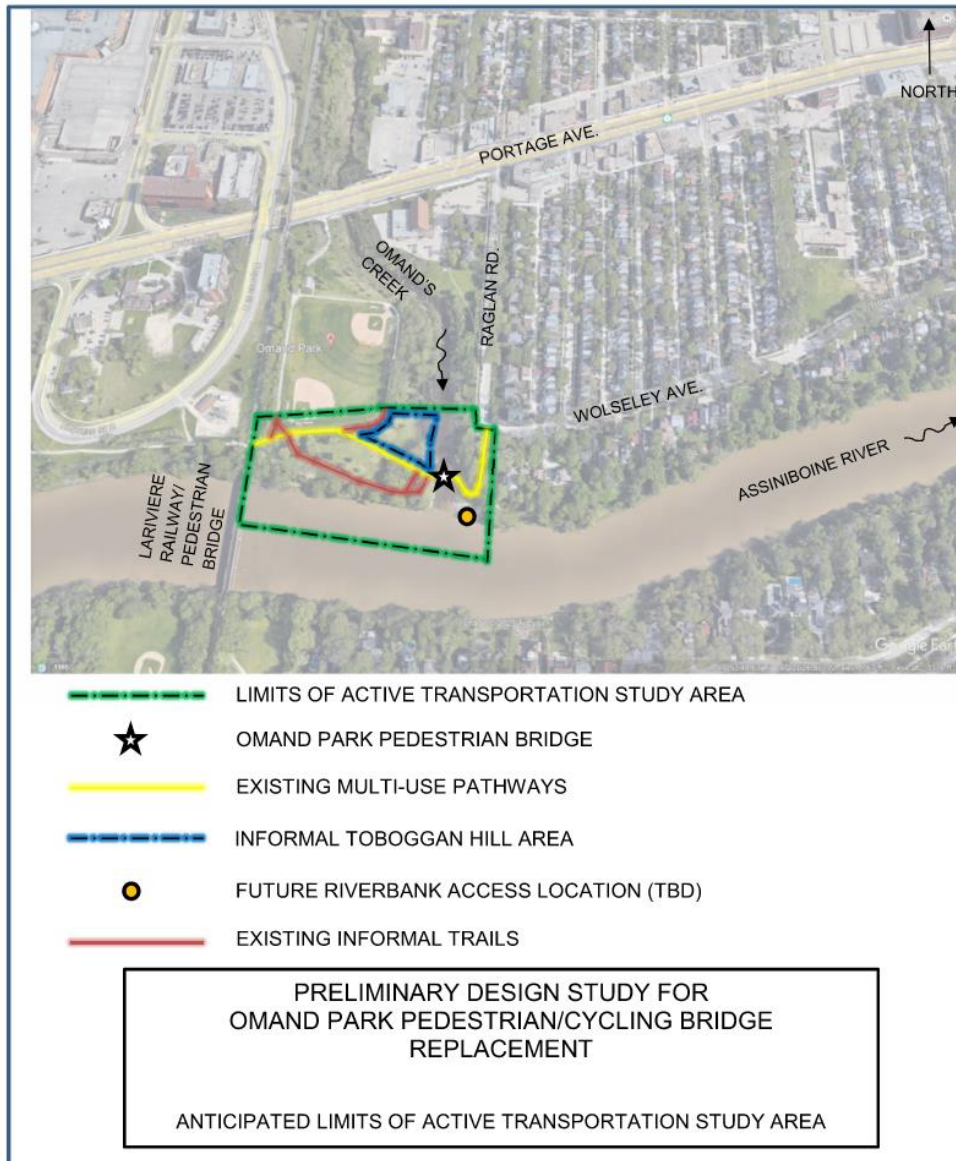 NORTH
PORTAGE AVE.
OMAND'S
CREEK
RAGLAN RD.
Omand Park
WOLSELEY AVE.
ASSINIBOINE RIVER
LARIVIERE
RAILWAY/
PEDESTRIAN
BRIDGE
Google Earth
LIMITS OF ACTIVE TRANSPORTATION STUDY AREA
OMAND PARK PEDESTRIAN BRIDGE
EXISTING MULTI-USE PATHWAYS
INFORMAL TOBOGGAN HILL AREA
FUTURE RIVERBANK ACCESS LOCATION (TBD)
EXISTING INFORMAL TRAILS
PRELIMINARY DESIGN STUDY FOR
OMAND PARK PEDESTRIAN/CYCLING BRIDGE
REPLACEMENT
ANTICIPATED LIMITS OF ACTIVE TRANSPORTATION STUDY AREA